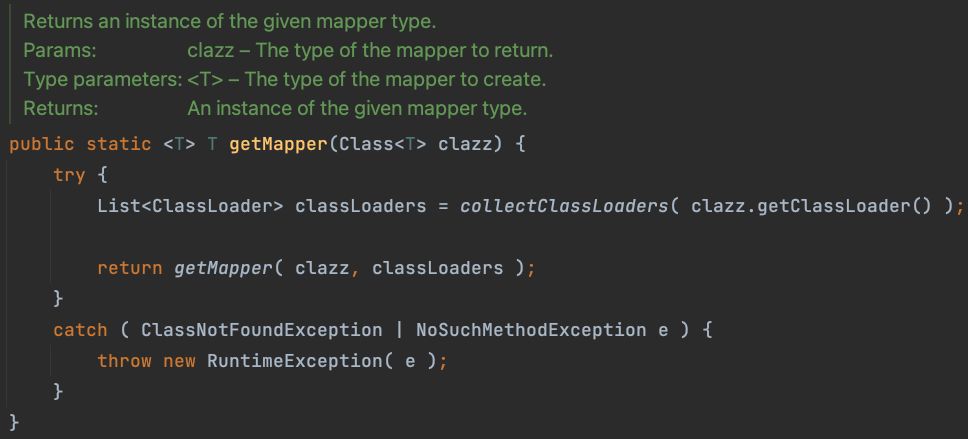 Returns an instance of the given mapper type.
Params: clazz – The type of the mapper to return.
Type parameters: <T> – The type of the mapper to create.
Returns: An instance of the given mapper type.
public static <T> T getMapper(Class<T> clazz) {
    try {
        List<ClassLoader> classLoaders = collectClassLoaders( clazz.getClassLoader() );

        return getMapper( clazz, classLoaders );
    }
    catch ( ClassNotFoundException | NoSuchMethodException e ) {
        throw new RuntimeException( e );
    }
}